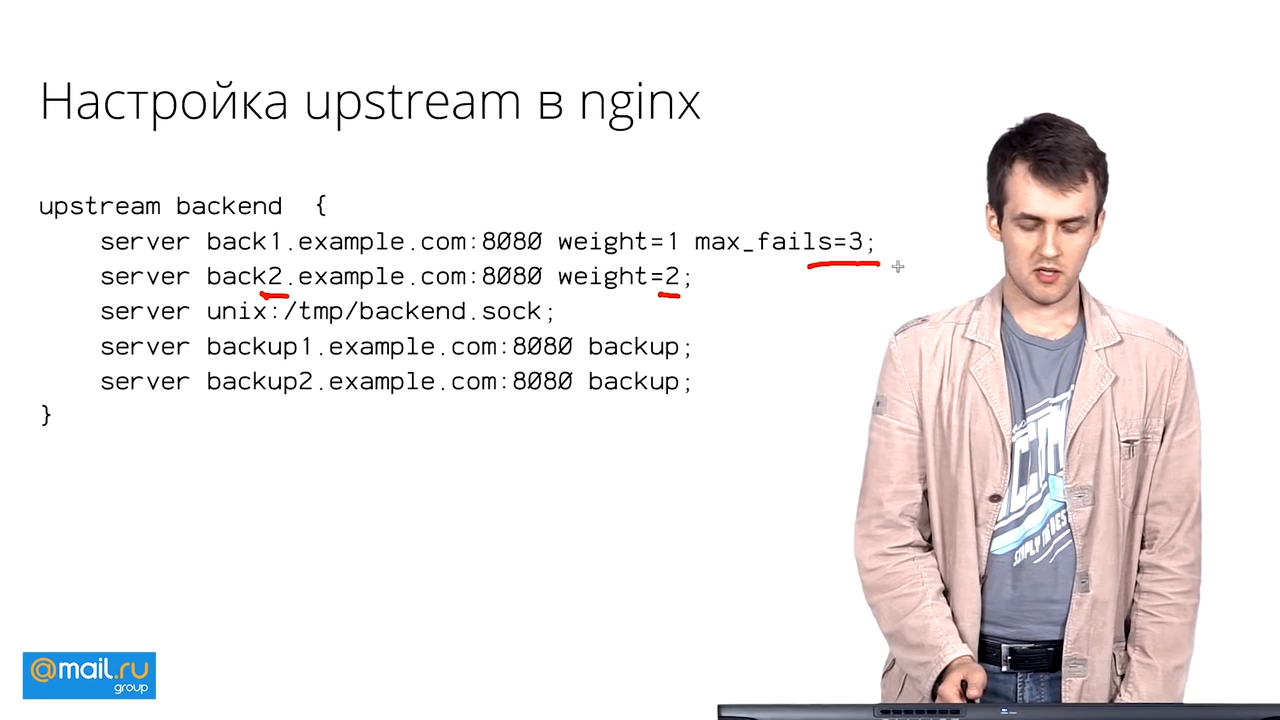 Настройка upstream в nginx
upstream backend {
server back1.example.com:8080 weight=1 max_fails=3;
server back2.example.com:8080 weight=2;
server unix:/tmp/backend.sock;
server backup1.example.com:8080 backup;
server backup2.example.com:8080 backup;
}
@mail.ru
group